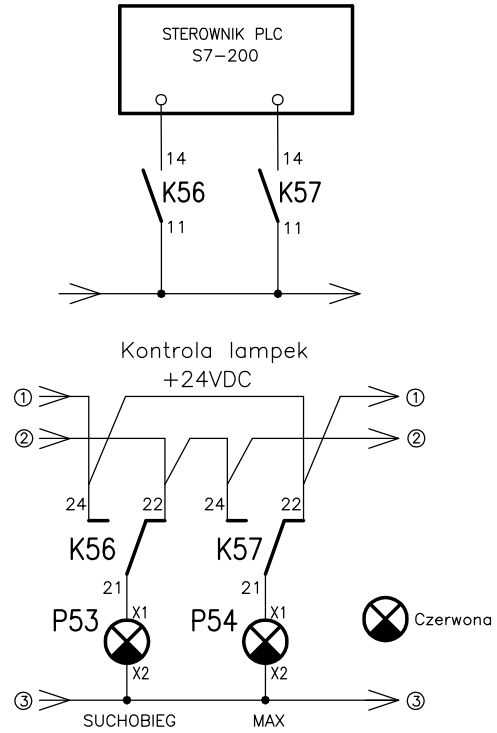 STEROWNIK PLC
S7-200
14 14
K56 K57
11 11
Kontrola lampek
+24VDC
1 1
2 2
24 22 24 22
K56 K57
21 21
P53 X1 P54 X1
Czerwona
X2 X2
3 3
SUCHOBIEG MAX